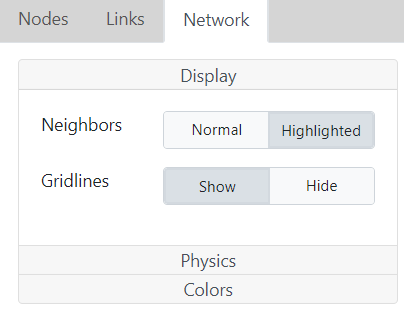 Nodes Links Network
Display
Neighbors Normal Highlighted
Gridlines Show Hide
Physics
Colors